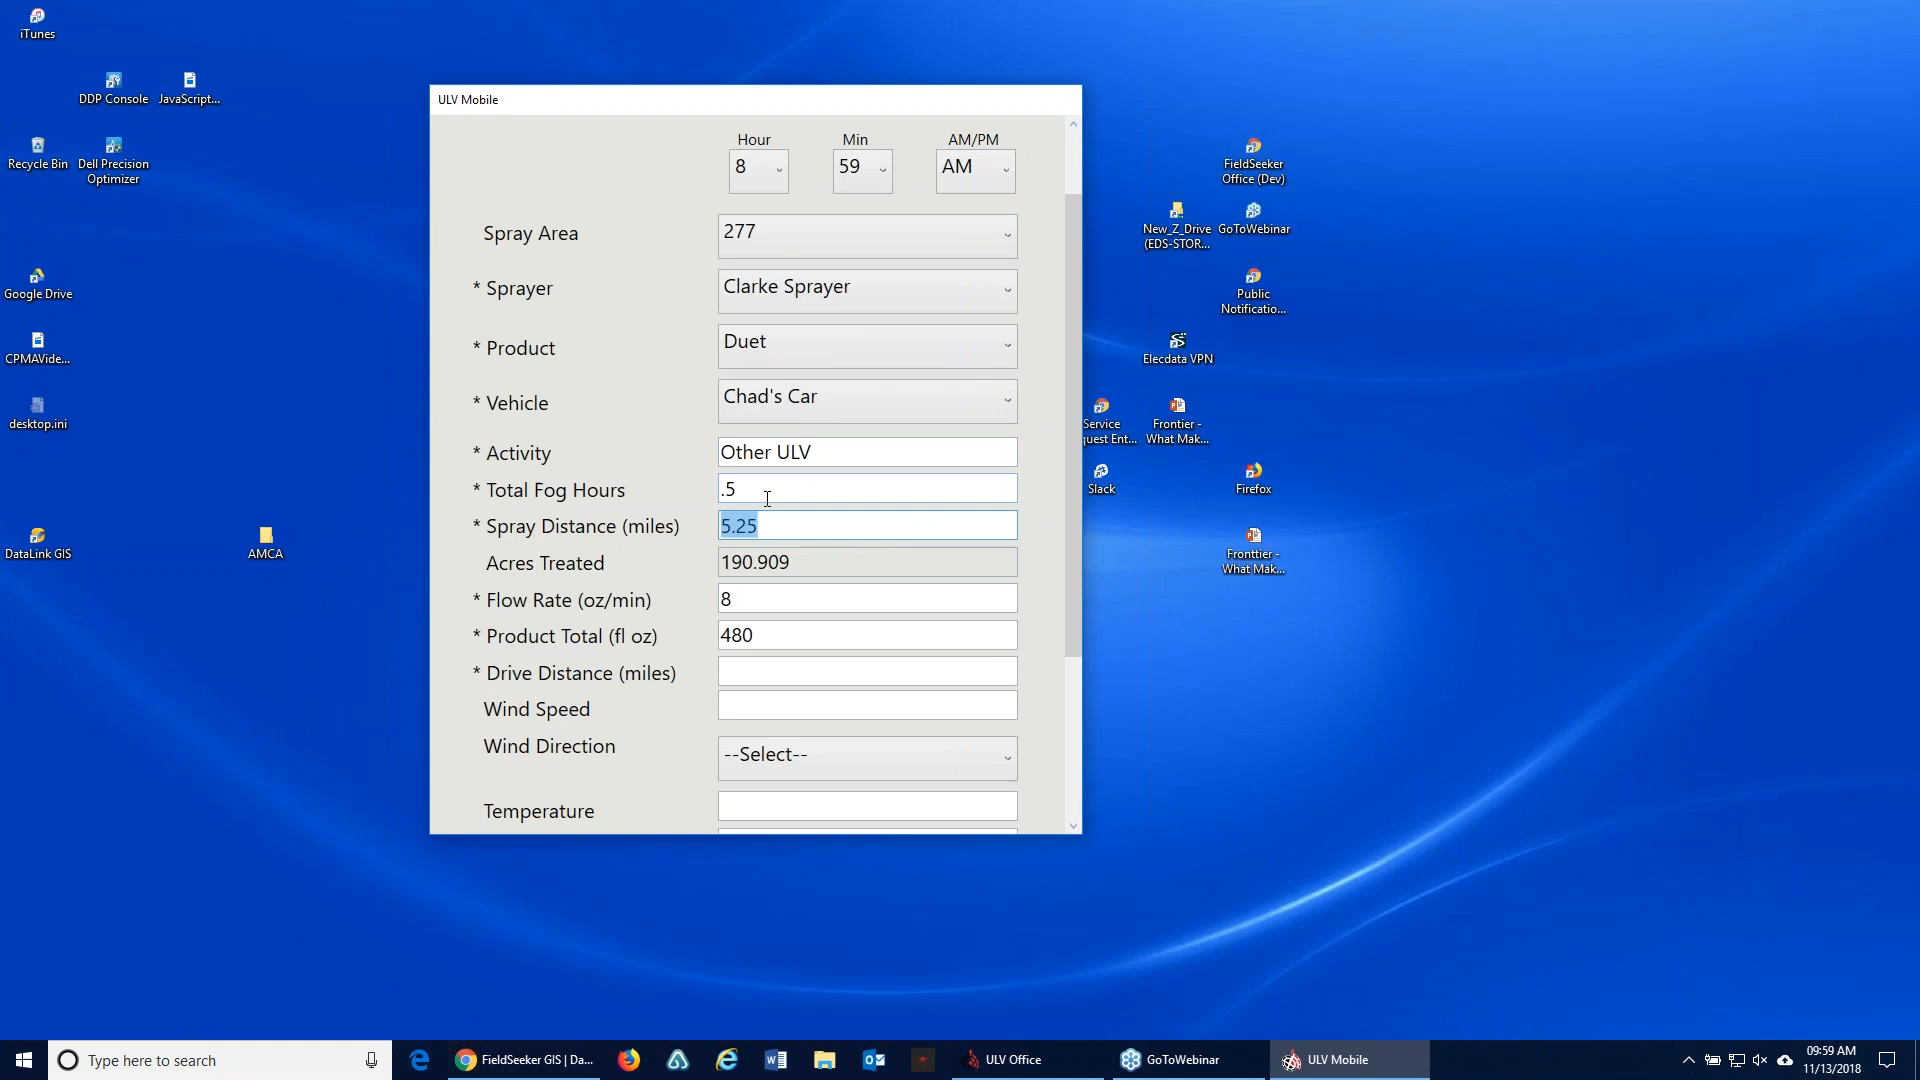 iTunes
DDP Console
JavaScript...
Recycle Bin
Dell Precision
Optimizer
Google Drive
CPMAVide...
desktop.ini
DataLink GIS
AMCA
ULV Mobile
Hour
Min
AM/PM
8
59
AM
Spray Area
277
* Sprayer
Clarke Sprayer
* Product
Duet
* Vehicle
Chad's Car
* Activity
Other ULV
* Total Fog Hours
.5
* Spray Distance (miles)
5.25
Acres Treated
190.909
* Flow Rate (oz/min)
8
* Product Total (fl oz)
480
* Drive Distance (miles)
Wind Speed
Wind Direction
--Select--
Temperature
FieldSeeker
Office (Dev)
New_Z_Drive
(EDS-STOR...
GoToWebinar
Public
Notificatio...
Elecdata VPN
Service
quest Ent...
Frontier -
What Mak...
Slack
Firefox
Fronttier -
What Mak...
Type here to search
FieldSeeker GIS | Da...
ULV Office
GoToWebinar
ULV Mobile
09:59 AM
11/13/2018